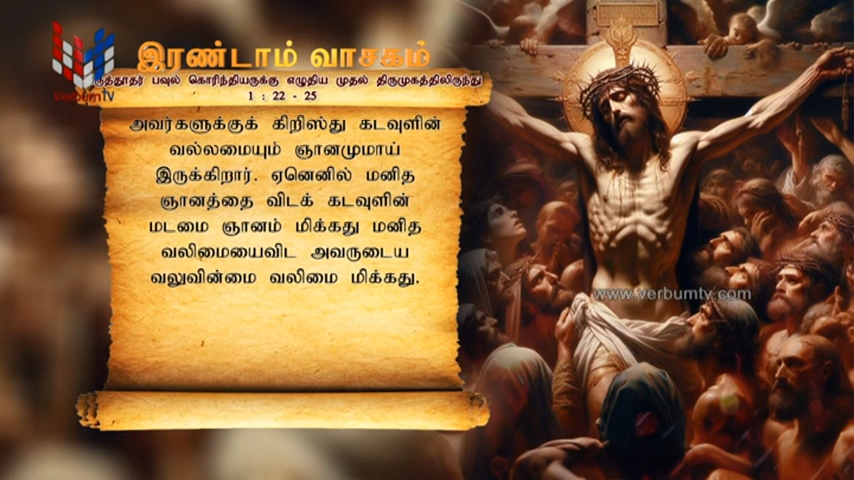 இரண்டாம் வாசகம்
பவுல் கொரிந்தியருக்கு எழுதிய முதல் திருமுகத்திலிருந்து
1 : 22 - 25
verbumtv
அவர்களுக்குக் கிறிஸ்து கடவுளின்
வல்லமையும் ஞானமுமாய்
இருக்கிறார். ஏனெனில் மனித
ஞானத்தை விடக் கடவுளின்
மடமை ஞானம் மிக்கது மனித
வலிமையைவிட அவருடைய
வலுவின்மை வலிமை மிக்கது.
www.verbumtv.com